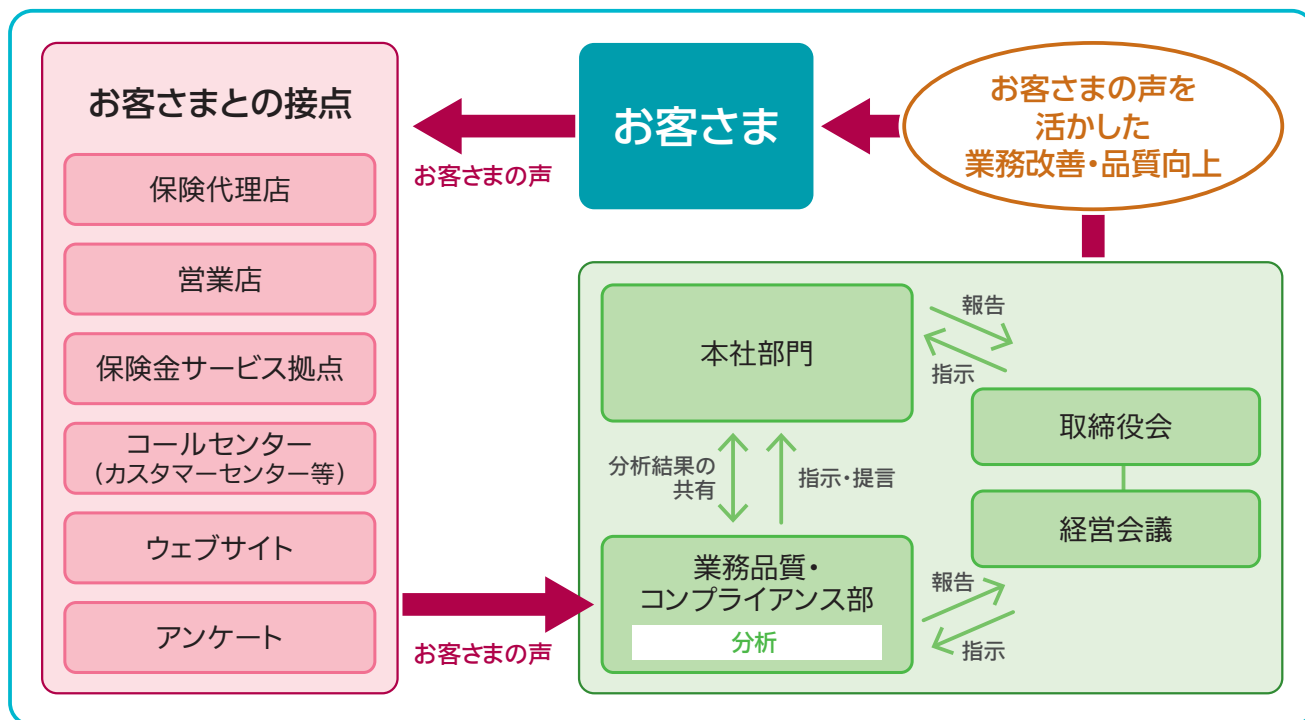 お客さまとの接点
保険代理店
営業店
保険金サービス拠点
コールセンター
(カスタマーセンター等)
ウェブサイト
アンケート
お客さまの声
お客さま
お客さまの声を
活かした
業務改善・品質向上
本社部門
報告
指示
取締役会
経営会議
分析結果の
共有
指示・提言
業務品質・
コンプライアンス部
分析
報告
指示
お客さまの声